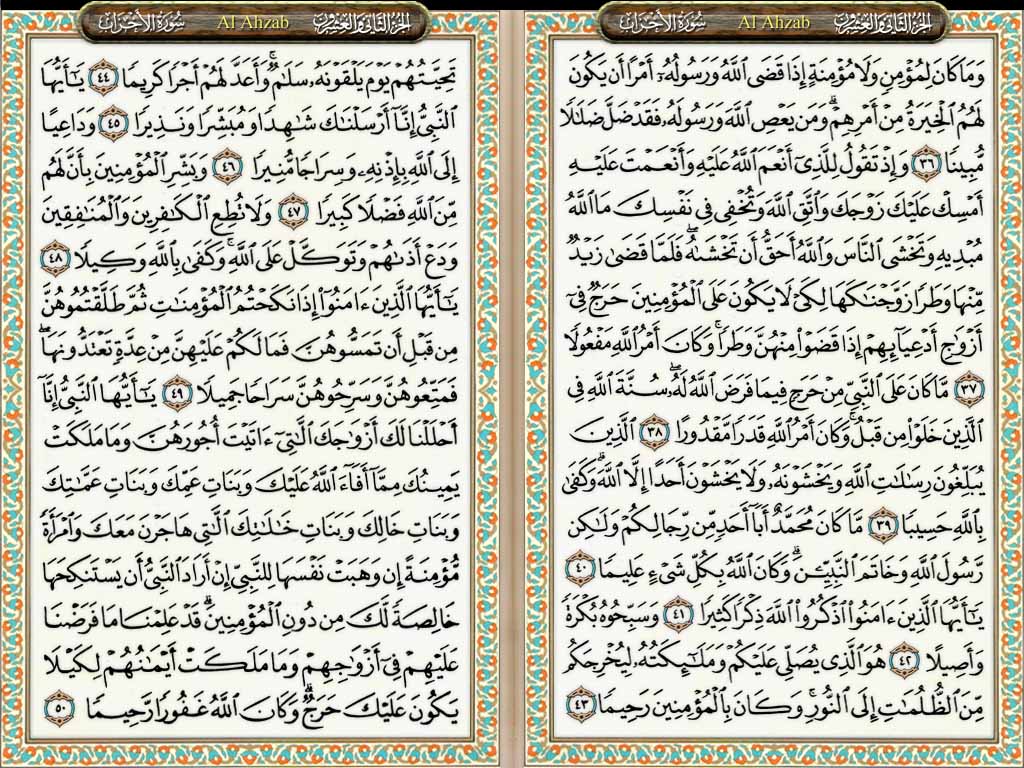 الجزء الثاني والعشرون Al Ahzab سورة الأحزاب
وَمَا كَانَ لِمُؤْمِنٍ وَلَا مُؤْمِنَةٍ إِذَا قَضَى ٱللَّهُ وَرَسُولُهُۥٓ أَمْرًا أَن يَكُونَ
لَهُمُ ٱلْخِيَرَةُ مِنْ أَمْرِهِمْ ۗ وَمَن يَعْصِ ٱللَّهَ وَرَسُولَهُۥ فَقَدْ ضَلَّ ضَلَٰلًا
مُّبِينًا ٣٦ وَإِذْ تَقُولُ لِلَّذِىٓ أَنْعَمَ ٱللَّهُ عَلَيْهِ وَأَنْعَمْتَ عَلَيْهِ
أَمْسِكْ عَلَيْكَ زَوْجَكَ وَٱتَّقِ ٱللَّهَ وَتُخْفِى فِى نَفْسِكَ مَا ٱللَّهُ
مُبْدِيهِ وَتَخْشَى ٱلنَّاسَ وَٱللَّهُ أَحَقُّ أَن تَخْشَىٰهُ ۖ فَلَمَّا قَضَىٰ زَيْدٌ
مِّنْهَا وَطَرًا زَوَّجْنَٰكَهَا لِكَىْ لَا يَكُونَ عَلَى ٱلْمُؤْمِنِينَ حَرَجٌ فِىٓ
أَزْوَٰجِ أَدْعِيَآئِهِمْ إِذَا قَضَوْا۟ مِنْهُنَّ وَطَرًا ۚ وَكَانَ أَمْرُ ٱللَّهِ مَفْعُولًا
٣٧ مَّا كَانَ عَلَى ٱلنَّبِىِّ مِنْ حَرَجٍ فِيمَا فَرَضَ ٱللَّهُ لَهُۥ ۖ سُنَّةَ ٱللَّهِ فِى
ٱلَّذِينَ خَلَوْا۟ مِن قَبْلُ ۚ وَكَانَ أَمْرُ ٱللَّهِ قَدَرًا مَّقْدُورًا ٣٨ ٱلَّذِينَ
يُبَلِّغُونَ رِسَٰلَٰتِ ٱللَّهِ وَيَخْشَوْنَهُۥ وَلَا يَخْشَوْنَ أَحَدًا إِلَّا ٱللَّهَ ۗ وَكَفَىٰ
بِٱللَّهِ حَسِيبًا ٣٩ مَّا كَانَ مُحَمَّدٌ أَبَآ أَحَدٍ مِّن رِّجَالِكُمْ وَلَٰكِن
رَّسُولَ ٱللَّهِ وَخَاتَمَ ٱلنَّبِيِّۦنَ ۗ وَكَانَ ٱللَّهُ بِكُلِّ شَىْءٍ عَلِيمًا ٤٠
يَٰٓأَيُّهَا ٱلَّذِينَ ءَامَنُوا۟ ٱذْكُرُوا۟ ٱللَّهَ ذِكْرًا كَثِيرًا ٤١ وَسَبِّحُوهُ بُكْرَةً
وَأَصِيلًا ٤٢ هُوَ ٱلَّذِى يُصَلِّى عَلَيْكُمْ وَمَلَٰٓئِكَتُهُۥ لِيُخْرِجَكُم
مِّنَ ٱلظُّلُمَٰتِ إِلَى ٱلنُّورِ ۚ وَكَانَ بِٱلْمُؤْمِنِينَ رَحِيمًا ٤٣
الجزء الثاني والعشرون Al Ahzab سورة الأحزاب
تَحِيَّتُهُمْ يَوْمَ يَلْقَوْنَهُۥ سَلَٰمٌ ۚ وَأَعَدَّ لَهُمْ أَجْرًا كَرِيمًا ٤٤ يَٰٓأَيُّهَا
ٱلنَّبِىُّ إِنَّآ أَرْسَلْنَٰكَ شَٰهِدًا وَمُبَشِّرًا وَنَذِيرًا ٤٥ وَدَاعِيًا
إِلَى ٱللَّهِ بِإِذْنِهِۦ وَسِرَاجًا مُّنِيرًا ٤٦ وَبَشِّرِ ٱلْمُؤْمِنِينَ بِأَنَّ لَهُم
مِّنَ ٱللَّهِ فَضْلًا كَبِيرًا ٤٧ وَلَا تُطِعِ ٱلْكَٰفِرِينَ وَٱلْمُنَٰفِقِينَ
وَدَعْ أَذَىٰهُمْ وَتَوَكَّلْ عَلَى ٱللَّهِ ۚ وَكَفَىٰ بِٱللَّهِ وَكِيلًا ٤٨
يَٰٓأَيُّهَا ٱلَّذِينَ ءَامَنُوٓا۟ إِذَا نَكَحْتُمُ ٱلْمُؤْمِنَٰتِ ثُمَّ طَلَّقْتُمُوهُنَّ
مِن قَبْلِ أَن تَمَسُّوهُنَّ فَمَا لَكُمْ عَلَيْهِنَّ مِنْ عِدَّةٍ تَعْتَدُّونَهَا ۖ
فَمَتِّعُوهُنَّ وَسَرِّحُوهُنَّ سَرَاحًا جَمِيلًا ٤٩ يَٰٓأَيُّهَا ٱلنَّبِىُّ إِنَّآ
أَحْلَلْنَا لَكَ أَزْوَٰجَكَ ٱلَّٰتِىٓ ءَاتَيْتَ أُجُورَهُنَّ وَمَا مَلَكَتْ
يَمِينُكَ مِمَّآ أَفَآءَ ٱللَّهُ عَلَيْكَ وَبَنَاتِ عَمِّكَ وَبَنَاتِ عَمَّٰتِكَ
وَبَنَاتِ خَالِكَ وَبَنَاتِ خَٰلَٰتِكَ ٱلَّٰتِى هَاجَرْنَ مَعَكَ وَٱمْرَأَةً
مُّؤْمِنَةً إِن وَهَبَتْ نَفْسَهَا لِلنَّبِىِّ إِنْ أَرَادَ ٱلنَّبِىُّ أَن يَسْتَنكِحَهَا
خَالِصَةً لَّكَ مِن دُونِ ٱلْمُؤْمِنِينَ ۗ قَدْ عَلِمْنَا مَا فَرَضْنَا
عَلَيْهِمْ فِىٓ أَزْوَٰجِهِمْ وَمَا مَلَكَتْ أَيْمَٰنُهُمْ لِكَيْلَا
يَكُونَ عَلَيْكَ حَرَجٌ ۗ وَكَانَ ٱللَّهُ غَفُورًا رَّحِيمًا ٥٠